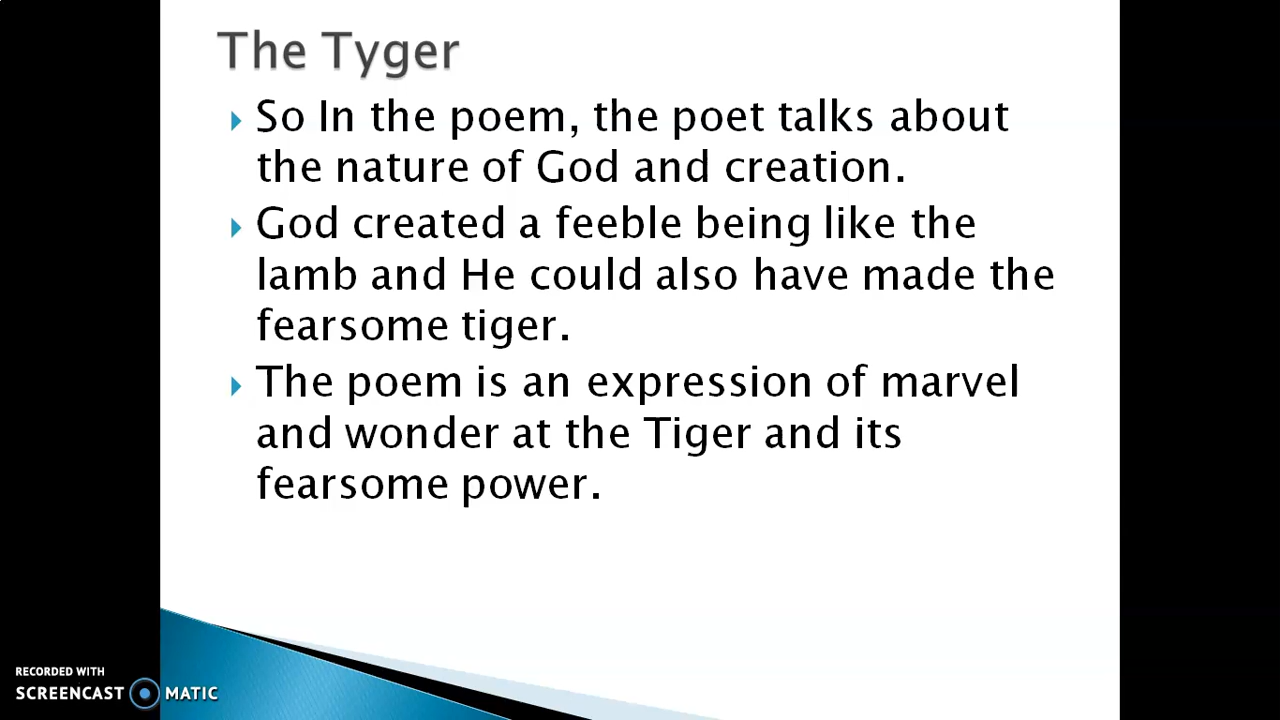 The Tyger
So In the poem, the poet talks about
the nature of God and creation.
God created a feeble being like the
lamb and He could also have made the
fearsome tiger.
The poem is an expression of marvel
and wonder at the Tiger and its
fearsome power.
RECORDED WITH
SCREENCAST MATIC